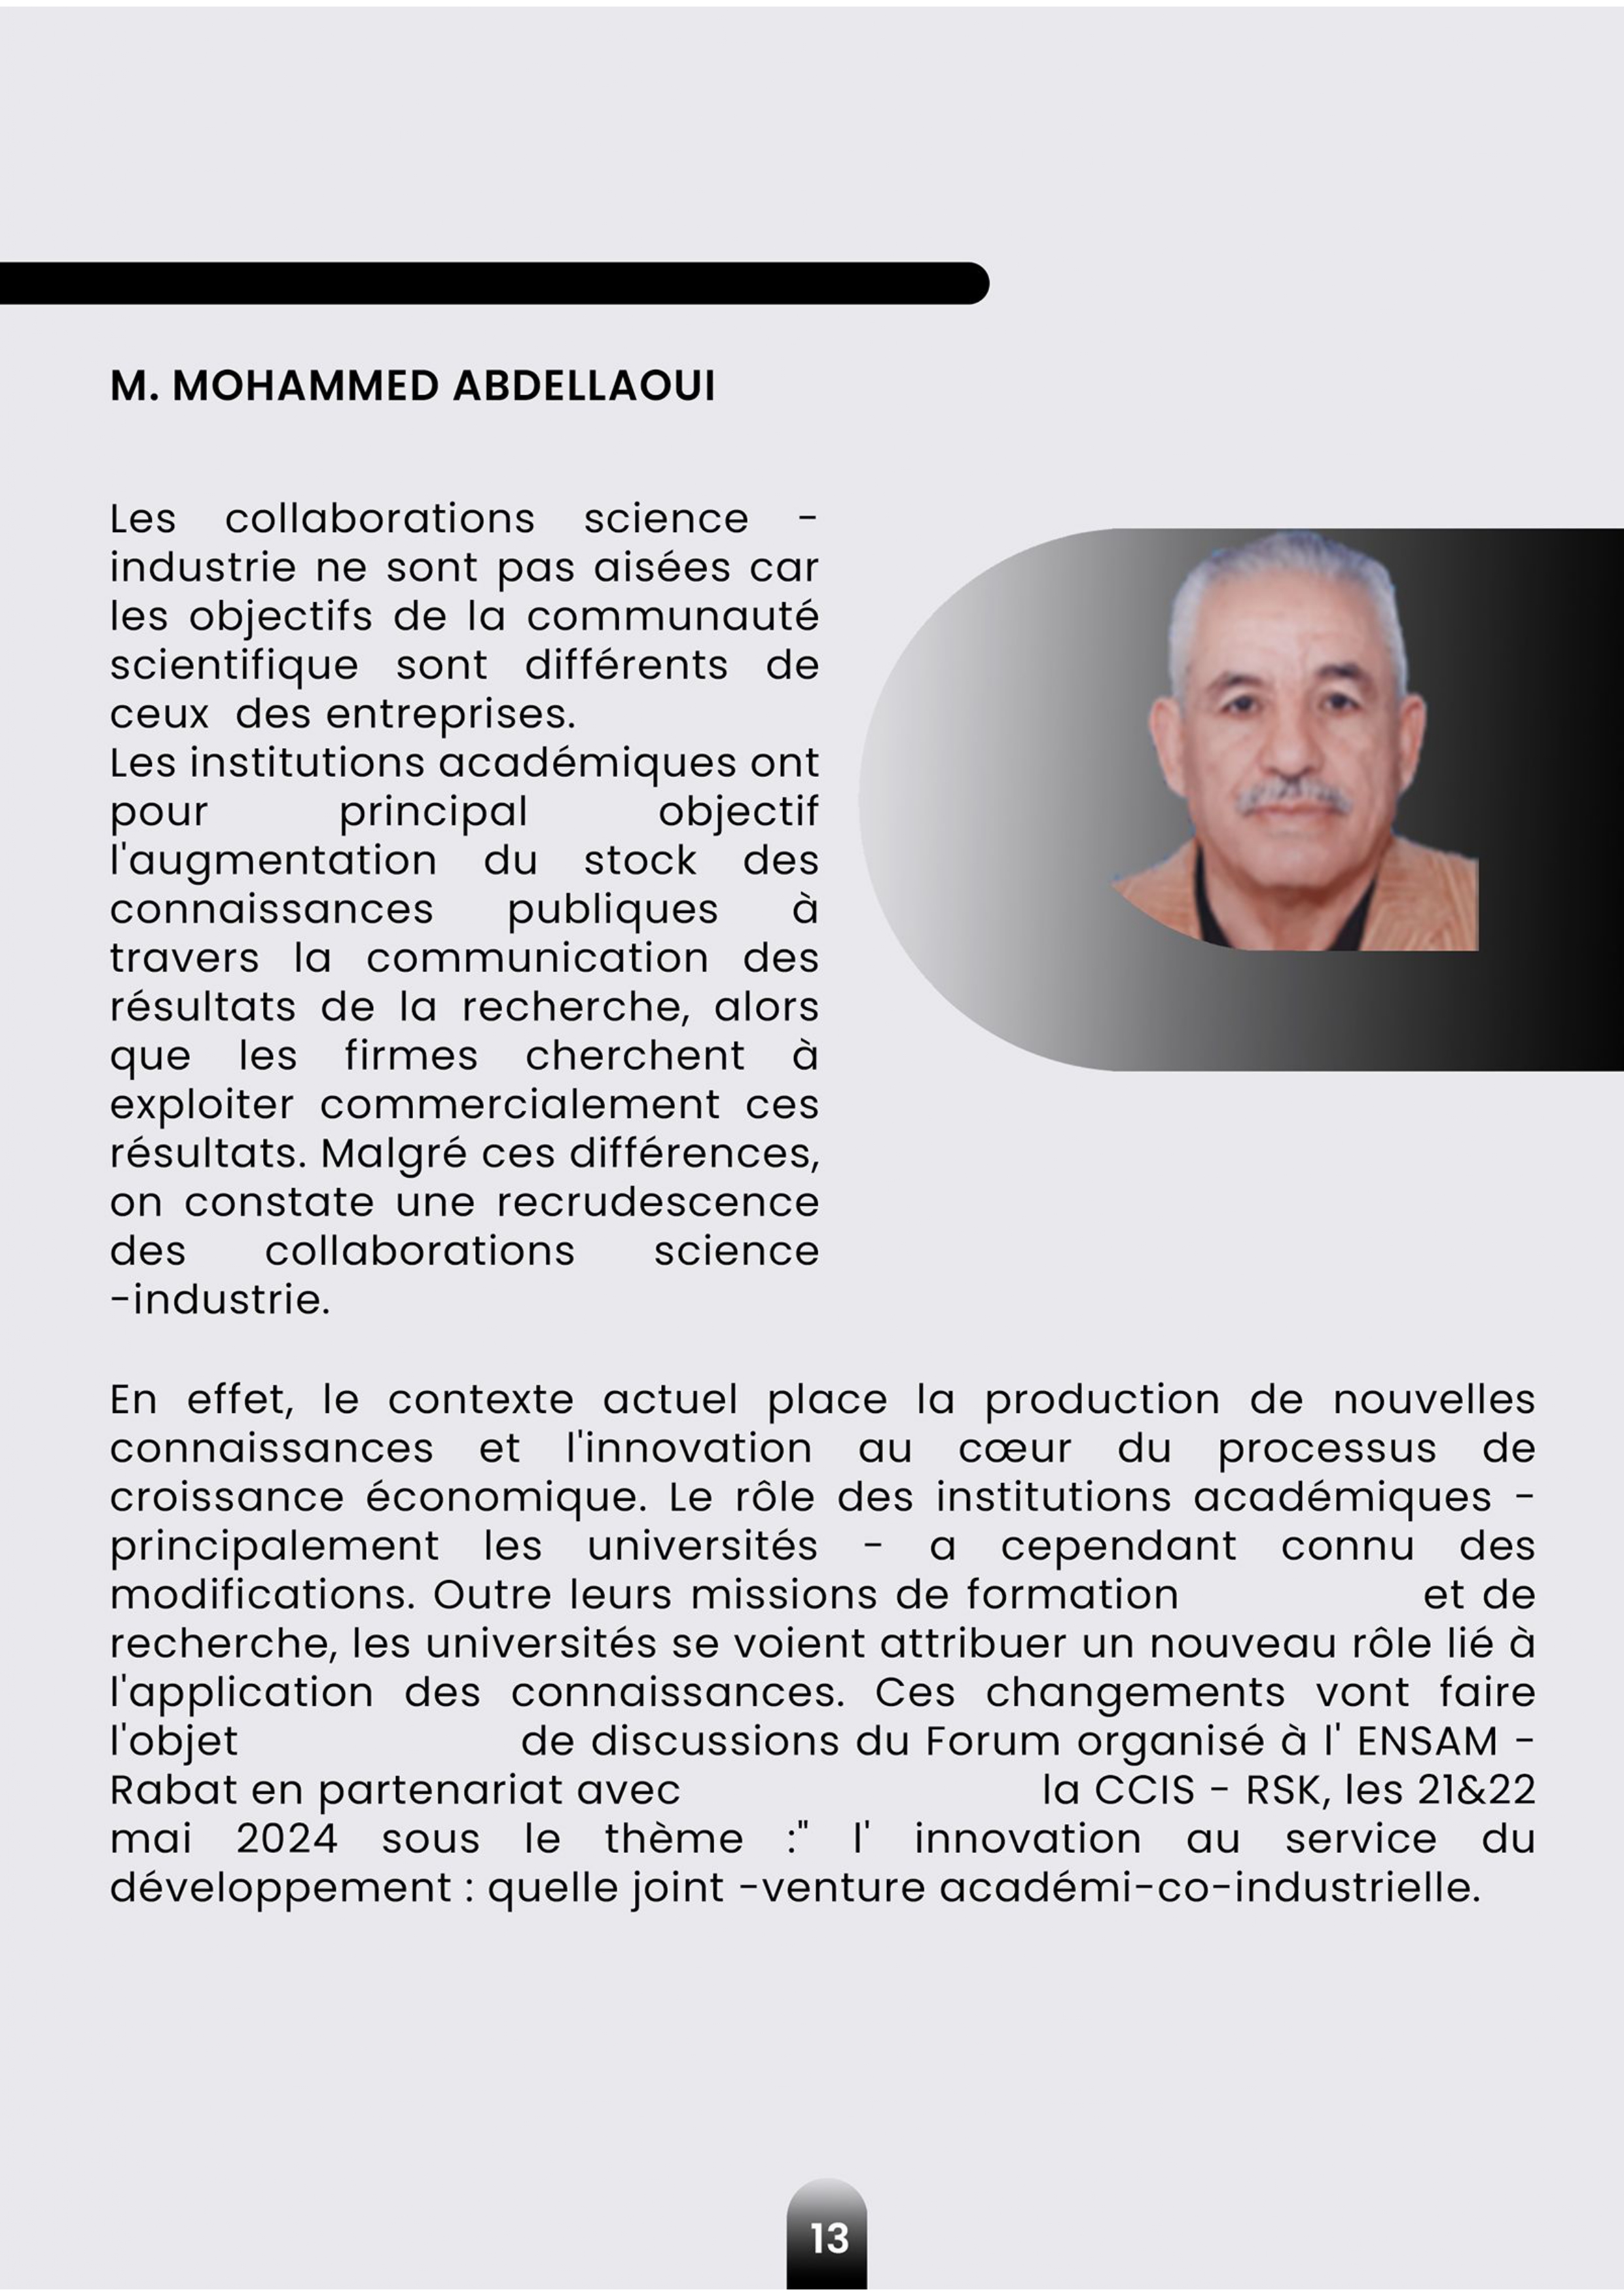 M. MOHAMMED ABDELLAOUI
Les collaborations science -
industrie ne sont pas aisées car
les objectifs de la communauté
scientifique sont différents de
ceux des entreprises.
Les institutions académiques ont
pour principal objectif
l'augmentation du stock des
connaissances publiques à
travers la communication des
résultats de la recherche, alors
que les firmes cherchent à
exploiter commercialement ces
résultats. Malgré ces différences,
on constate une recrudescence
des collaborations science
-industrie.
En effet, le contexte actuel place la production de nouvelles
connaissances et l'innovation au cœur du processus de
croissance économique. Le rôle des institutions académiques -
principalement les universités - a cependant connu des
modifications. Outre leurs missions de formation et de
recherche, les universités se voient attribuer un nouveau rôle lié à
l'application des connaissances. Ces changements vont faire
l'objet de discussions du Forum organisé à l' ENSAM -
Rabat en partenariat avec la CCIS - RSK, les 21&22
mai 2024 sous le thème :" l' innovation au service du
développement : quelle joint -venture académi-co-industrielle.
13